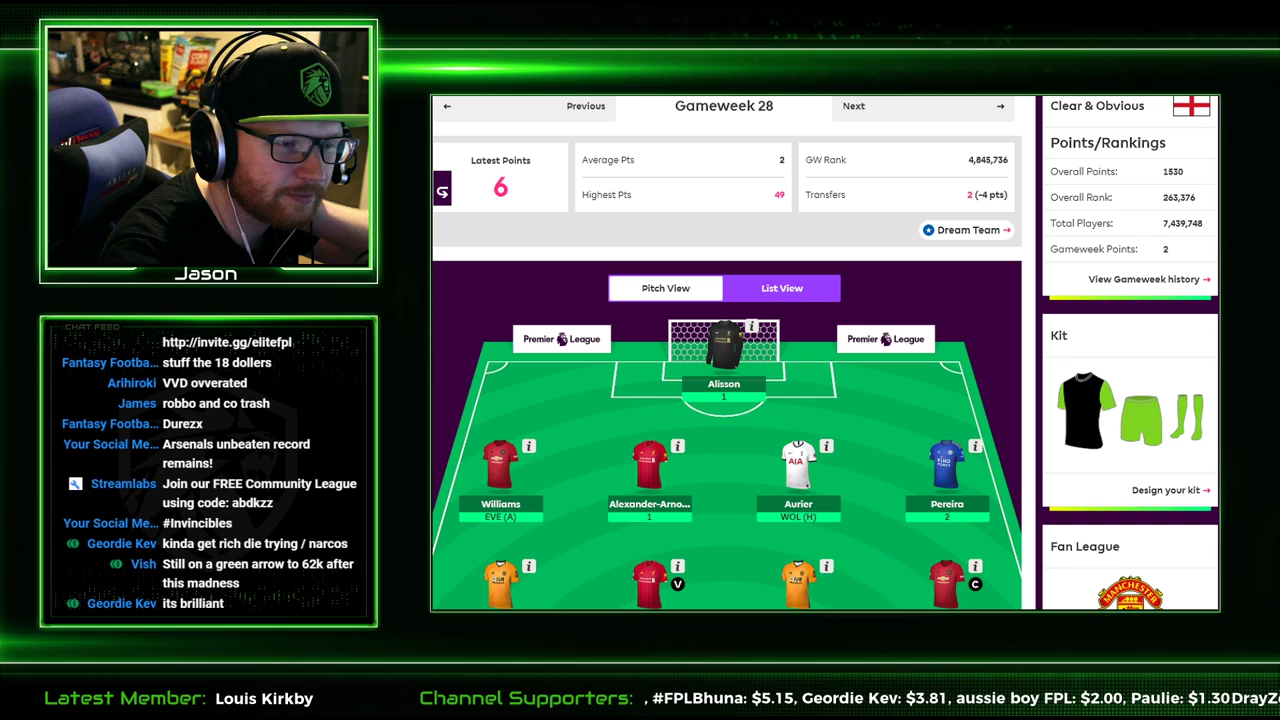 Jason
::CHAT FEED
http://invite.gg/elitefpl
Fantasy Footba... stuff the 18 dollers
Arihiroki VVD ovverated
James robbo and co trash
Fantasy Footba... Durezx
Your Social Me... Arsenals unbeaten record
remains!
Streamlabs Join our FREE Community League
using code: abdkzz
Your Social Me... #Invincibles
Geordie Kev kinda get rich die trying / narcos
Vish Still on a green arrow to 62k after
this madness
Geordie Kev its brilliant
← Previous
Gameweek 28
Next →
Latest Points
6
Average Pts 2
Highest Pts 49
GW Rank 4,845,736
Transfers 2 (-4 pts)
Dream Team →
Pitch View
List View
Premier League
Premier League
Alisson
1
Williams
EVE (A)
Alexander-Arno...
1
AIA
Aurier
WOL (H)
KING POWER
Pereira
2
V
C
Clear & Obvious
Points/Rankings
Overall Points: 1530
Overall Rank: 263,376
Total Players: 7,439,748
Gameweek Points: 2
View Gameweek history →
Kit
Design your kit →
Fan League
MANCHESTER
Latest Member: Louis Kirkby
Channel Supporters: , #FPLBhuna: $5.15, Geordie Kev: $3.81, aussie boy FPL: $2.00, Paulie: $1.30 DrayZ